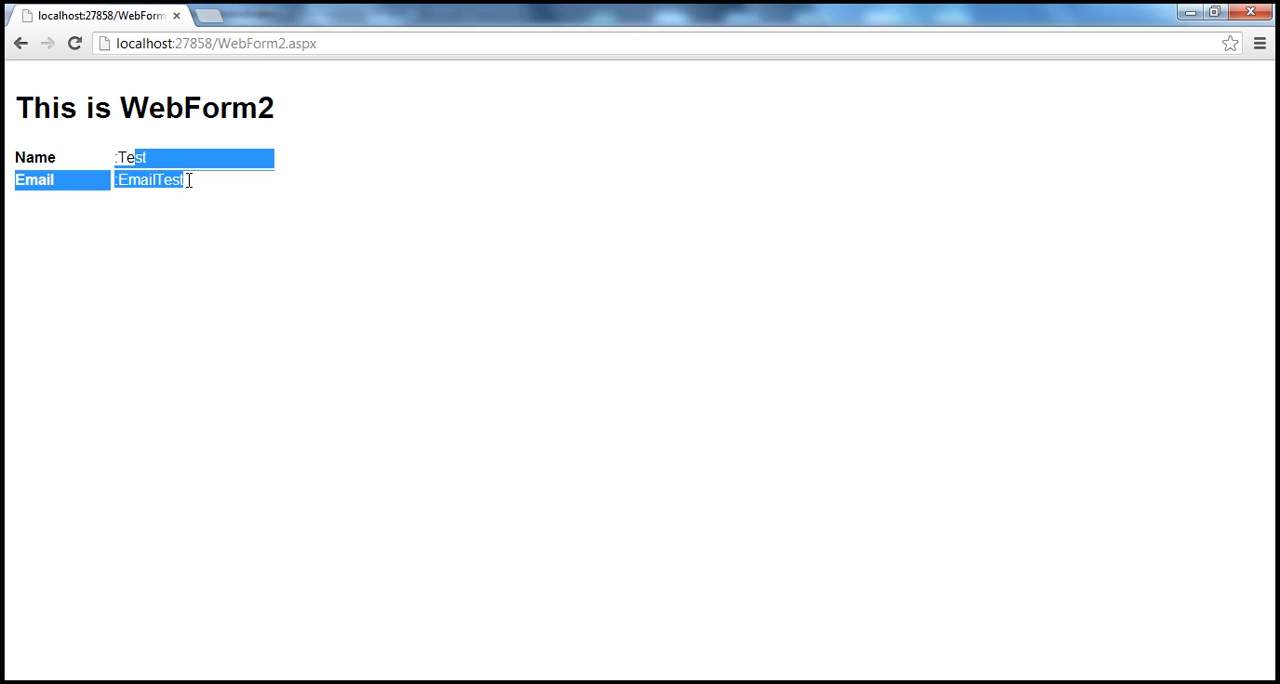 localhost:27858/WebForm
localhost:27858/WebForm2.aspx
This is WebForm2
Name :Test
Email :EmailTest